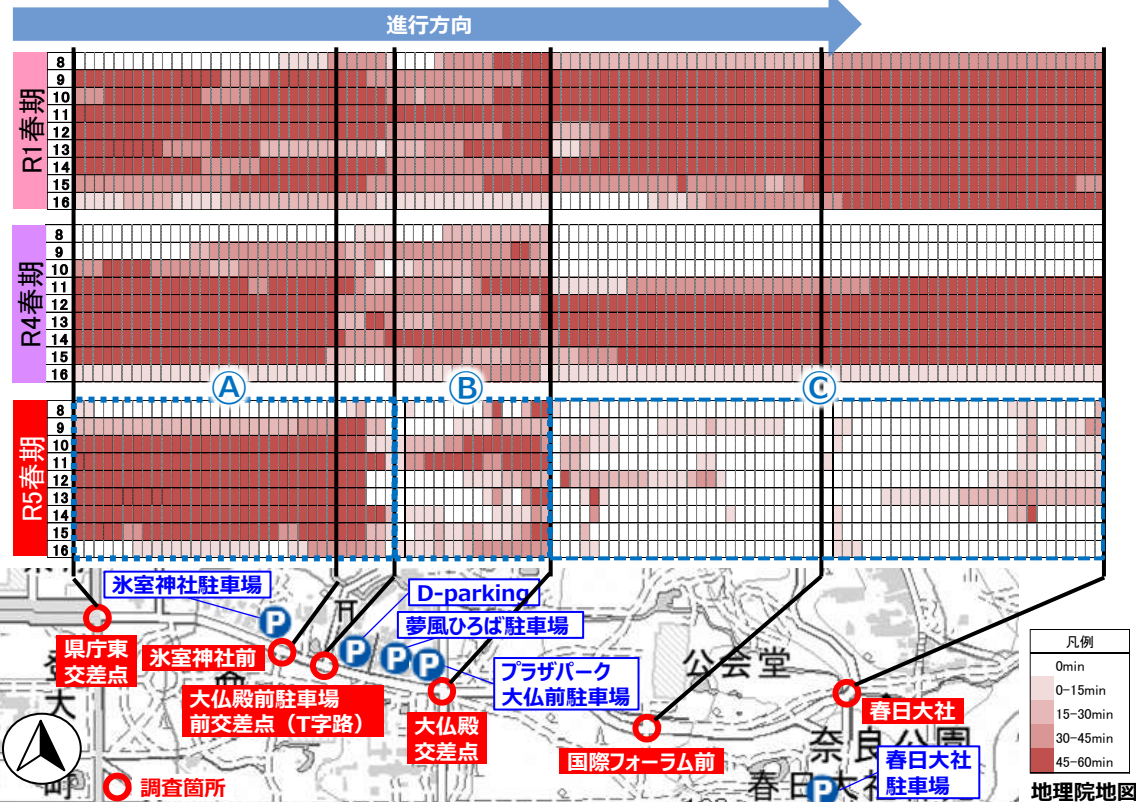 進行方向
R1春期
8
9
10
11
12
13
14
15
16
R4春期
8
9
10
11
12
13
14
15
16
R5春期
8
9
10
11
12
13
14
15
16
Ⓐ
Ⓑ
Ⓒ
氷室神社駐車場
D-parking
夢風ひろば駐車場
プラザパーク
大仏前駐車場
P
P
P
P
県庁東
交差点
氷室神社前
大仏殿前駐車場
前交差点（T字路）
大仏殿
交差点
国際フォーラム前
春日大社
公会堂
奈良公園
春日大社
春日大社
駐車場
P
大
町
調査箇所
凡例
0min
0-15min
15-30min
30-45min
45-60min
地理院地図